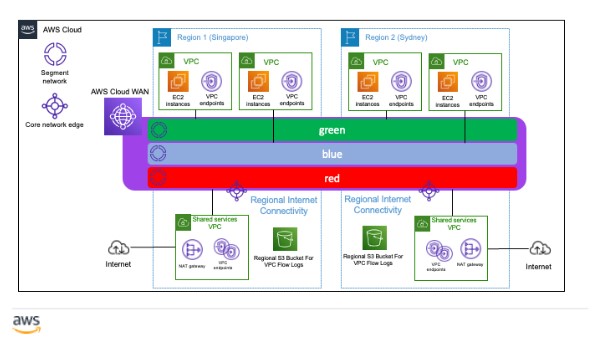 aws
AWS Cloud
Segment
network
Core network edge
AWS Cloud WAN
Region 1 (Singapore)
VPC
EC2
instances
VPC
endpoints
VPC
EC2
instances
VPC
endpoints
Region 2 (Sydney)
VPC
EC2
instances
VPC
endpoints
VPC
EC2
instances
VPC
endpoints
green
blue
red
Regional Internet
Connectivity
Shared services
VPC
NAT gateway
VPC
endpoints
Internet
Regional S3 Bucket For
VPC Flow Logs
Regional Internet
Connectivity
Regional S3 Bucket For
VPC Flow Logs
Shared services
VPC
VPC
endpoints
NAT gateway
Internet
aws